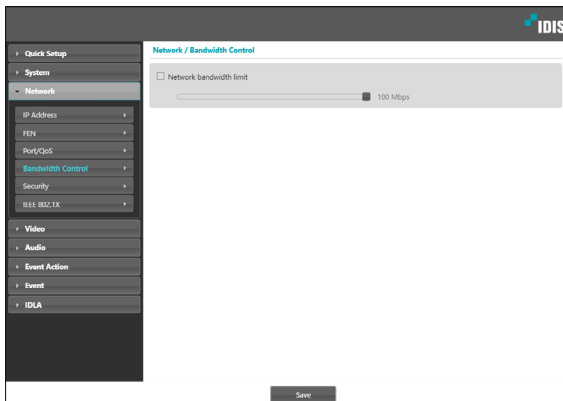 IDIS
Quick Setup
System
Network
IP Address
FEN
Port/QoS
Bandwidth Control
Security
IEEE 802.1X
Video
Audio
Event Action
Event
IDLA
Network / Bandwidth Control
Network bandwidth limit
100 Mbps
Save